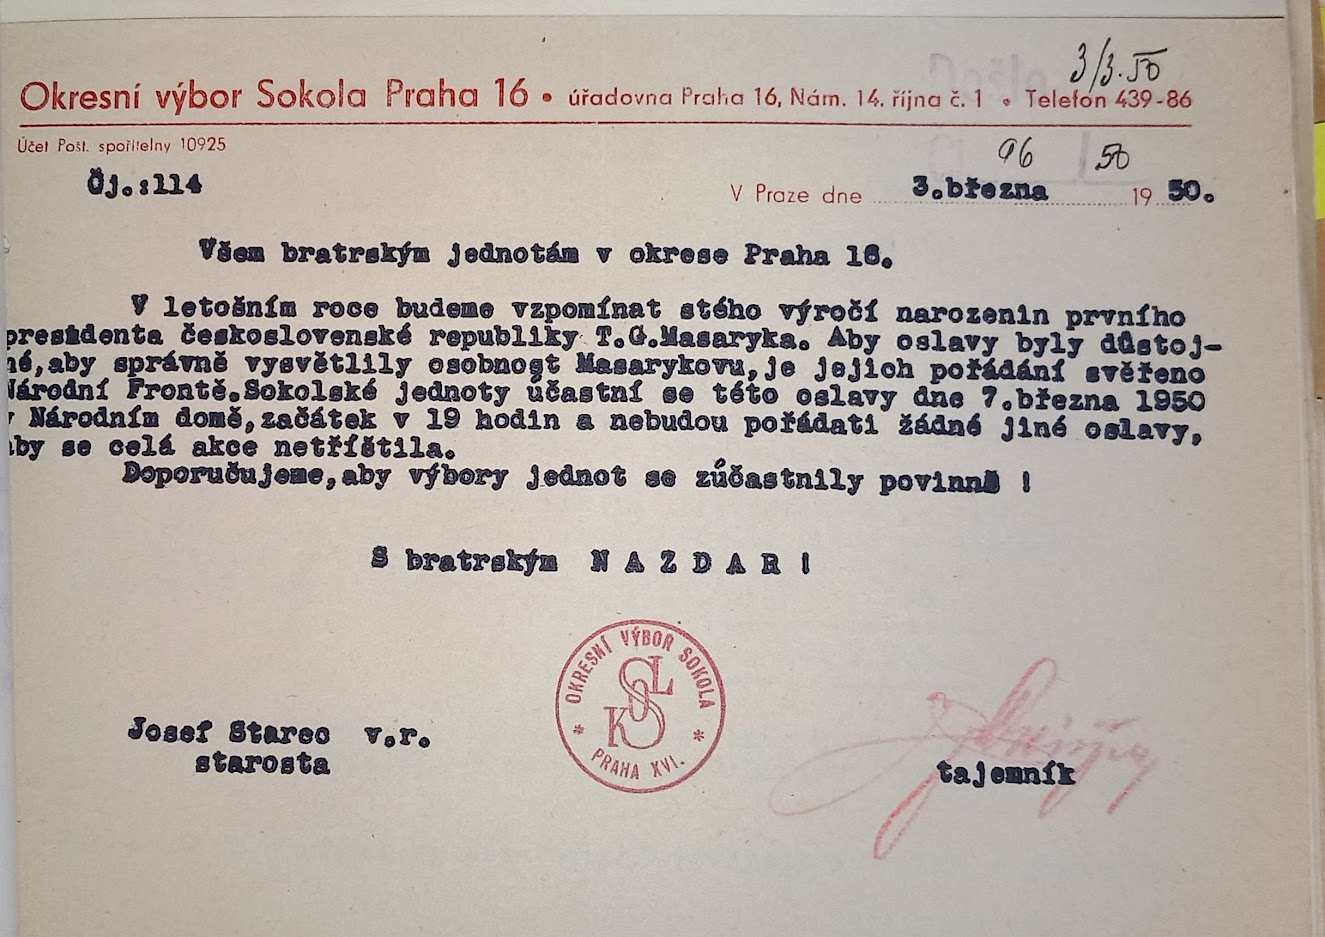 3/3.50
Okresní výbor Sokola Praha 16 • úřadovna Praha 16, Nám. 14. října č. 1 • Telefon 439-86
Účet Pošt. spořitelny 10925
96 50
Čj.:114
V Praze dne 3.března 1950.
Všem bratrským jednotám v okrese Praha 16.
V letošním roce budeme vzpomínat stého výročí narozenin prvního
presidenta československé republiky T.G.Masaryka. Aby oslavy byly důstoj-
né,aby správně vysvětlily osobnost Masarykovu,je jejich pořádání svěřeno
Národní Frontě.Sokolské jednoty účastní se této oslavy dne 7.března 1950
v Národním domě,začátek v 19 hodin a nebudou pořádati žádné jiné oslavy,
aby se celá akce netříštila.
Doporučujeme,aby výbory jednot se zúčastnily povinně !
S bratrským N A Z D A R !
OKRESNÍ VÝBOR SOKOLA
SOKOL
* PRAHA XVI. *
Josef Starec v.r.
starosta
tajemník